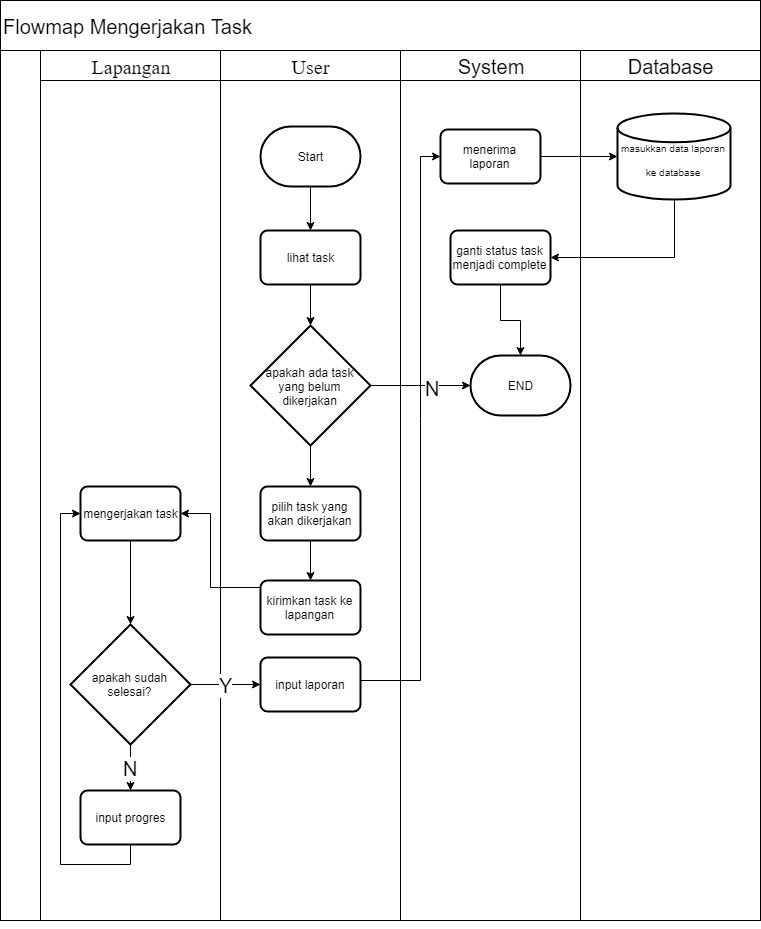 Flowmap Mengerjakan Task
Lapangan
User
System
Database
Start
menerima
laporan
masukkan data laporan
ke database
lihat task
ganti status task
menjadi complete
apakah ada task
yang belum
dikerjakan
N
END
mengerjakan task
pilih task yang
akan dikerjakan
kirimkan task ke
lapangan
apakah sudah
selesai?
Y
input laporan
N
input progres